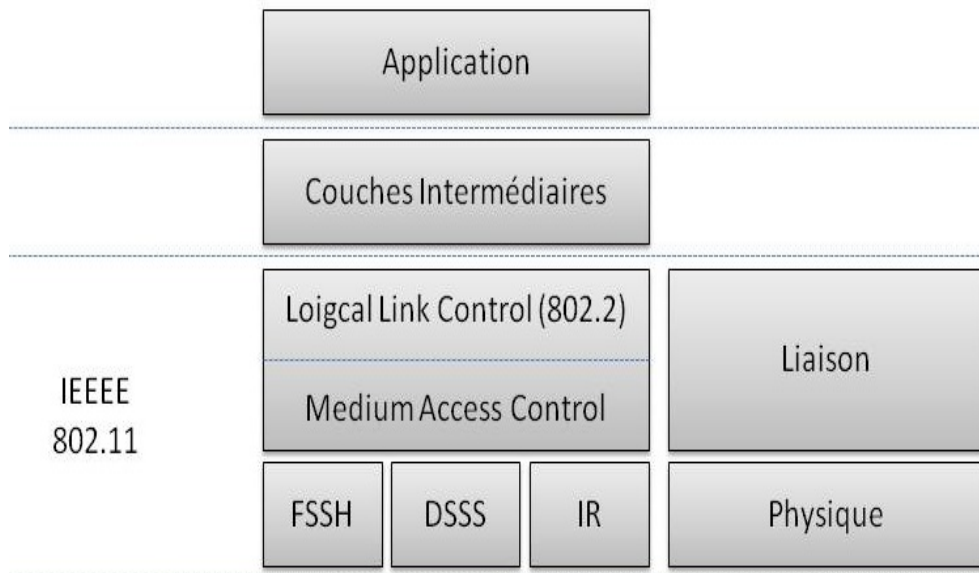 Application
Couches Intermédiaires
Loigcal Link Control (802.2)
Liaison
IEEEE
802.11
Medium Access Control
FSSH
DSSS
IR
Physique